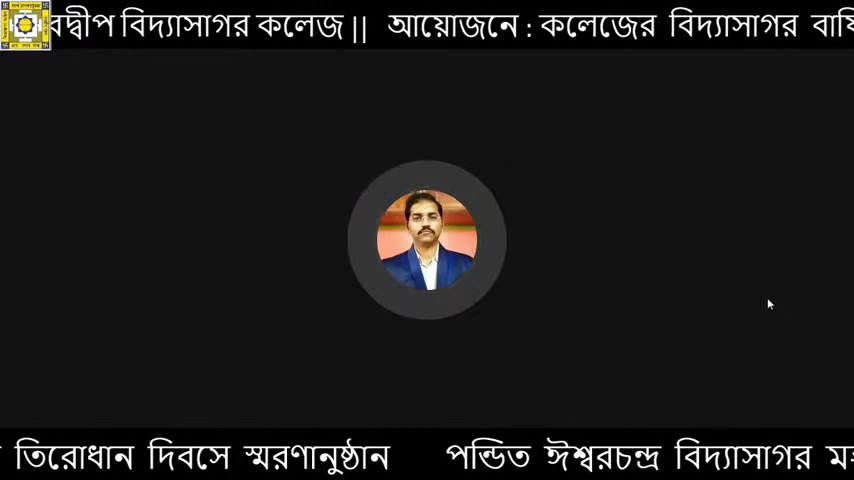 বদ্বীপ বিদ্যাসাগর কলেজ || আয়োজনে : কলেজের বিদ্যাসাগর
তিরোধান দিবসে স্মরণানুষ্ঠান পন্ডিত ঈশ্বরচন্দ্র বিদ্যাসাগর